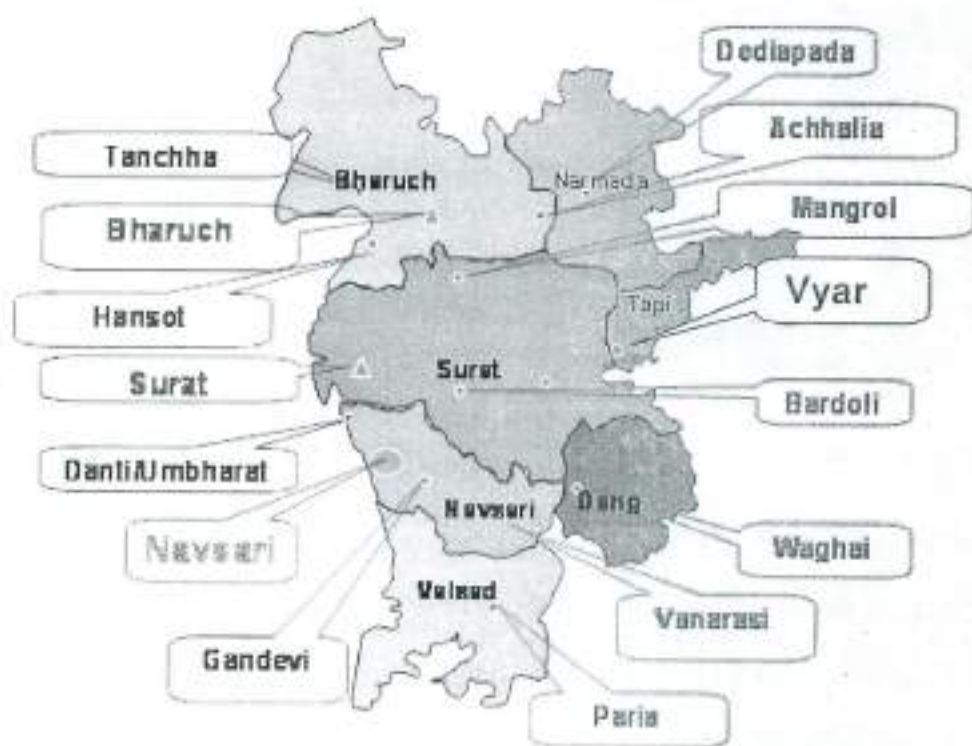 Dediapada
Achhalia
Tanchha
Bharuch
Narmada
Mangrol
Bharuch
Vyar
Tapi
Hansot
Surat
Surat
Bardoli
Danti/Umbharat
Navsari
Dang
Navsari
Waghai
Valsad
Vanarasi
Gandevi
Paria